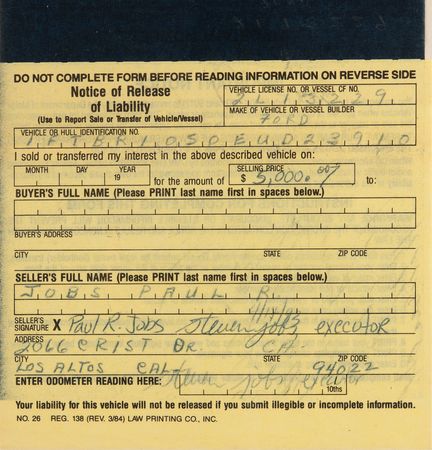 DO NOT COMPLETE FORM BEFORE READING INFORMATION ON REVERSE SIDE
Notice of Release
of Liability
(Use to Report Sale or Transfer of Vehicle/Vessel)
VEHICLE LICENSE NO. OR VESSEL CF NO.
2L13229
MAKE OF VEHICLE OR VESSEL BUILDER
FORD
VEHICLE OR HULL IDENTIFICATION NO.
I sold or transferred my interest in the above described vehicle on:
MONTH DAY YEAR
19
for the amount of
SELLING PRICE
$ 5,000.00
to:
BUYER'S FULL NAME (Please PRINT last name first in spaces below.)
BUYER'S ADDRESS
CITY STATE ZIP CODE
SELLER'S FULL NAME (Please PRINT last name first in spaces below.)
JOBS PAUL R.
SELLER'S
SIGNATURE X Paul R. Jobs steven jobs executor
ADDRESS
2066 CRIST DR. CA.
CITY STATE ZIP CODE
LOS ALTOS CAL. 94022
steven jobs executor
ENTER ODOMETER READING HERE: 10ths
Your liability for this vehicle will not be released if you submit illegible or incomplete information.
NO. 26 REG. 138 (REV. 3/84) LAW PRINTING CO., INC.